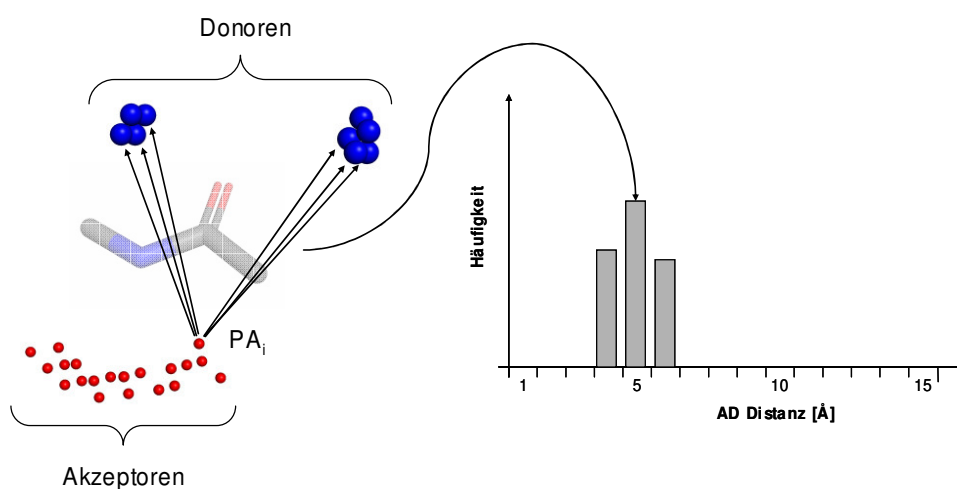 Donoren
PA_i
Akzeptoren
Häufigkeit
1 5 10 15
AD Distanz [Å]